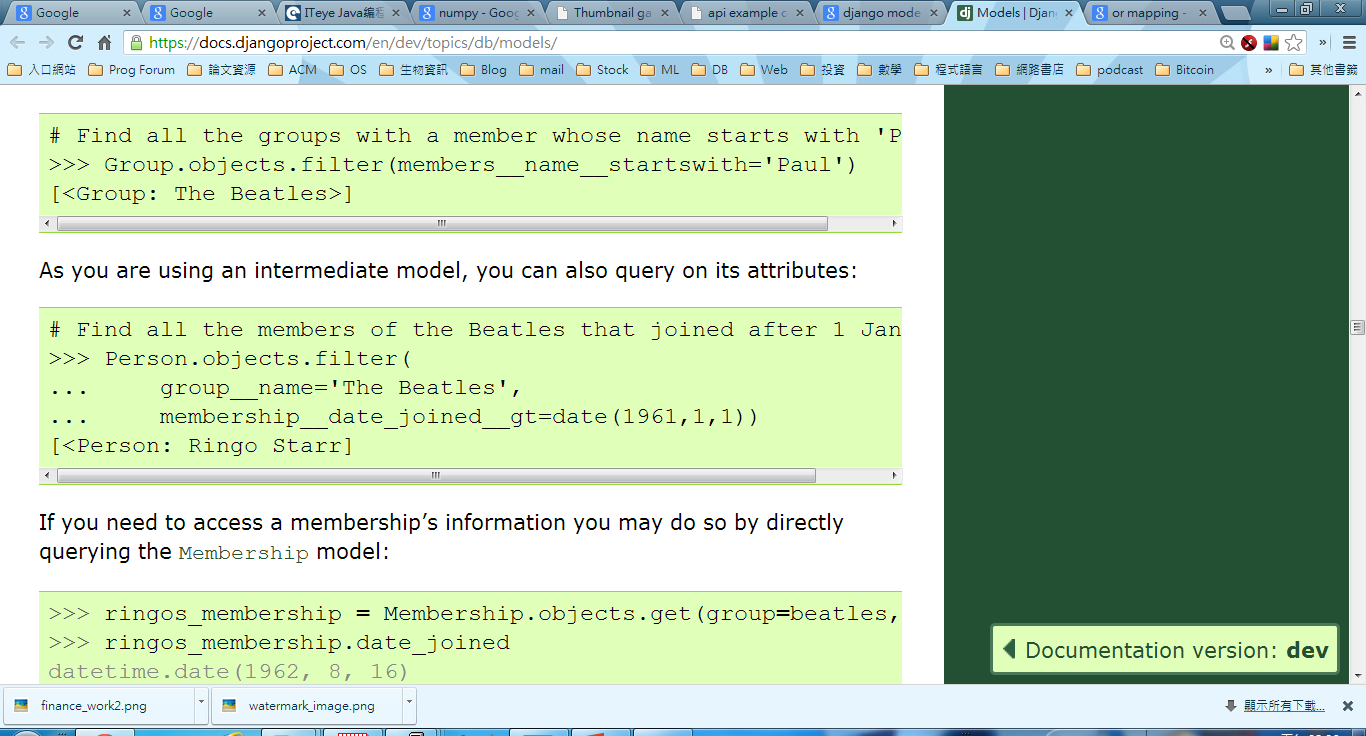 Google
Google
ITeye Java編程
numpy - Goog
Thumbnail ga
api example c
django mode
Models | Djan
or mapping -
https://docs.djangoproject.com/en/dev/topics/db/models/
入口網站 Prog Forum 論文資源 ACM OS 生物資訊 Blog mail Stock ML DB Web 投資 數學 程式語言 網路書店 podcast Bitcoin » 其他書籤
# Find all the groups with a member whose name starts with 'P
>>> Group.objects.filter(members__name__startswith='Paul')
[<Group: The Beatles>]
As you are using an intermediate model, you can also query on its attributes:
# Find all the members of the Beatles that joined after 1 Jan
>>> Person.objects.filter(
...     group__name='The Beatles',
...     membership__date_joined__gt=date(1961,1,1))
[<Person: Ringo Starr]
If you need to access a membership’s information you may do so by directly
querying the Membership model:
>>> ringos_membership = Membership.objects.get(group=beatles,
>>> ringos_membership.date_joined
datetime.date(1962, 8, 16)
Documentation version: dev
finance_work2.png
watermark_image.png
顯示所有下載...